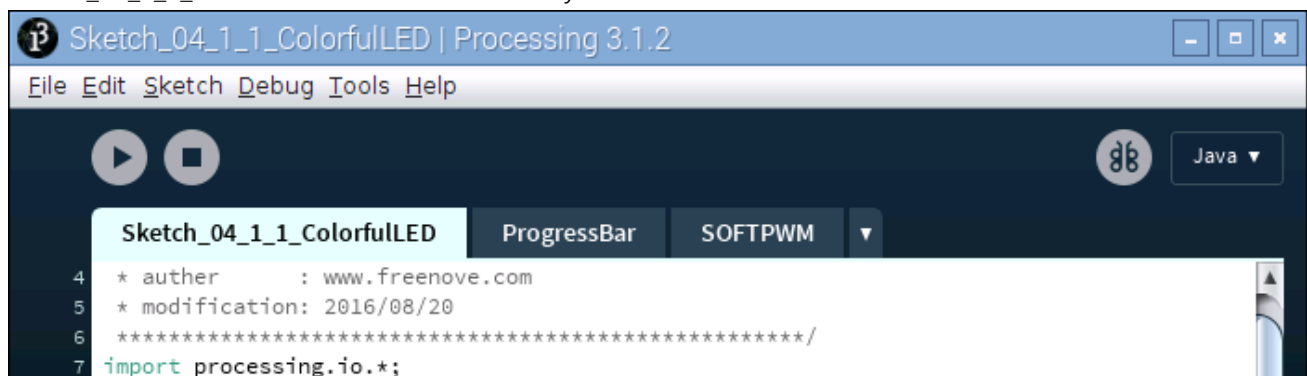 Sketch_04_1_1_ColorfulLED | Processing 3.1.2
File Edit Sketch Debug Tools Help
Java ▼
Sketch_04_1_1_ColorfulLED ProgressBar SOFTPWM ▼
4 * auther : www.freenove.com
5 * modification: 2016/08/20
6 *****************************************************/
7 import processing.io.*;